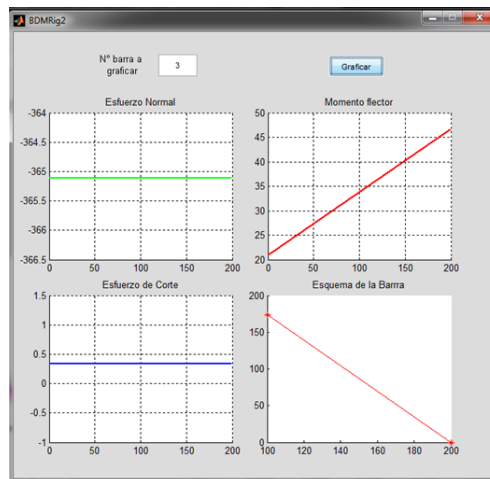 BDMRig2
N° barra a
graficar
3
Graficar
Esfuerzo Normal
-364
-364.5
-365
-365.5
-366
-366.5
0 50 100 150 200
Momento flector
50
45
40
35
30
25
20
0 50 100 150 200
Esfuerzo de Corte
1.5
1
0.5
0
-0.5
-1
0 50 100 150 200
Esquema de la Barrra
200
150
100
50
0
100 120 140 160 180 200